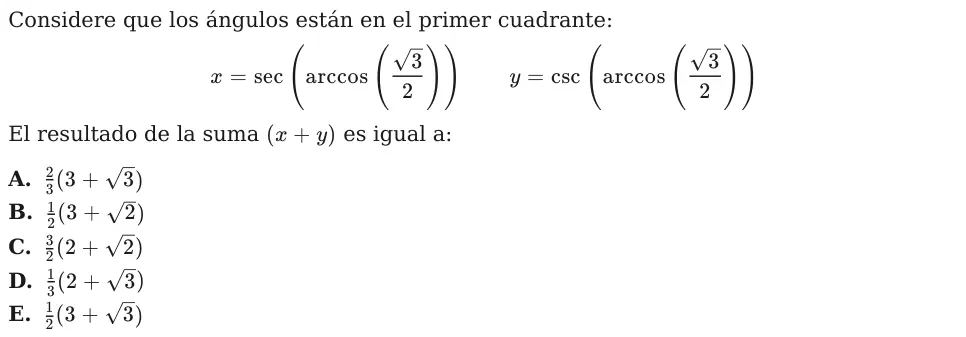 Considere que los ángulos están en el primer cuadrante:
x = sec(arccos(√3/2)) y = csc(arccos(√3/2))
El resultado de la suma (x + y) es igual a:
A. 2/3(3 + √3)
B. 1/2(3 + √2)
C. 3/2(2 + √2)
D. 1/3(2 + √3)
E. 1/2(3 + √3)